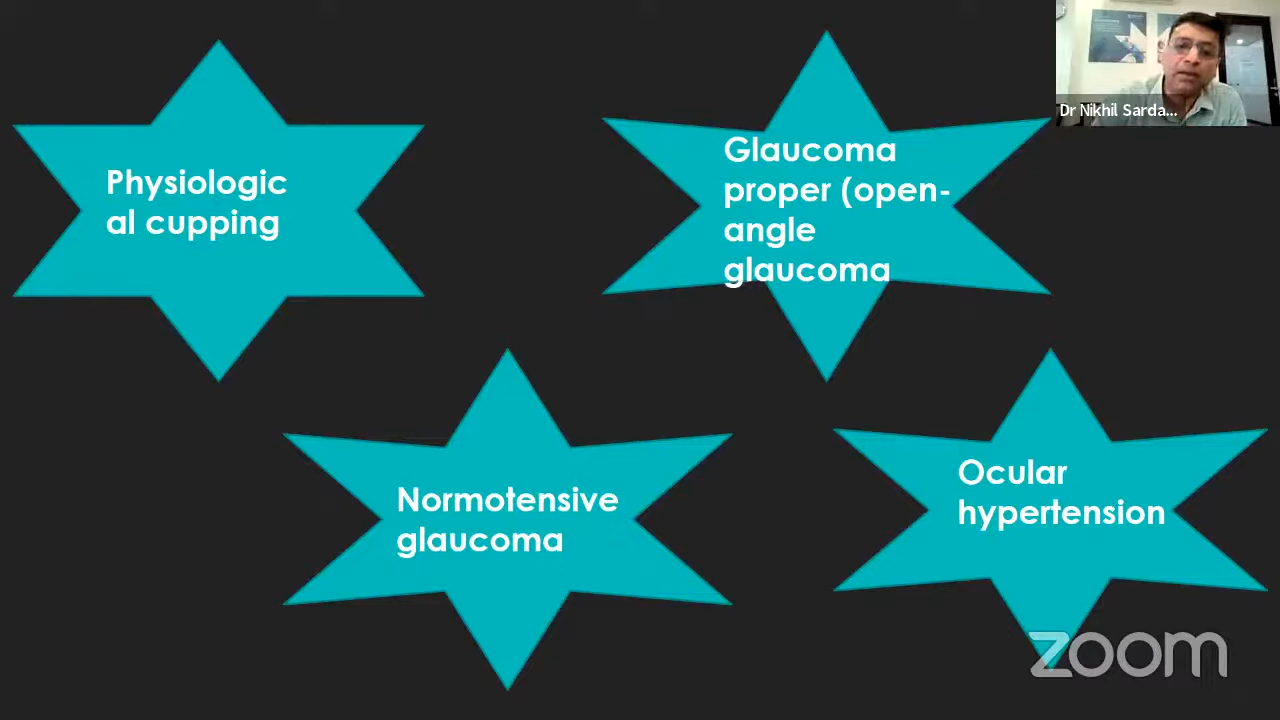 Physiologic
al cupping
Glaucoma
proper (open-
angle
glaucoma
Dr Nikhil Sarda...
Normotensive
glaucoma
Ocular
hypertension
zoom